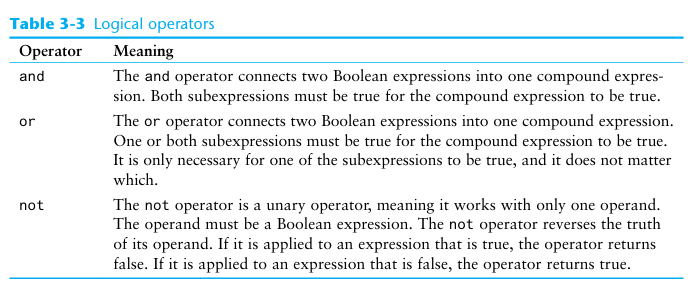 Table 3-3 Logical operators
Operator Meaning
and The and operator connects two Boolean expressions into one compound expres-
sion. Both subexpressions must be true for the compound expression to be true.
or The or operator connects two Boolean expressions into one compound expression.
One or both subexpressions must be true for the compound expression to be true.
It is only necessary for one of the subexpressions to be true, and it does not matter
which.
not The not operator is a unary operator, meaning it works with only one operand.
The operand must be a Boolean expression. The not operator reverses the truth
of its operand. If it is applied to an expression that is true, the operator returns
false. If it is applied to an expression that is false, the operator returns true.